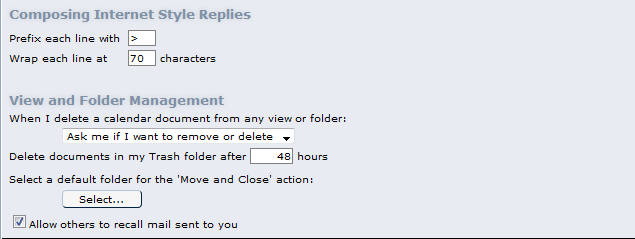 Composing Internet Style Replies
Prefix each line with >
Wrap each line at 70 characters
View and Folder Management
When I delete a calendar document from any view or folder:
Ask me if I want to remove or delete
Delete documents in my Trash folder after 48 hours
Select a default folder for the 'Move and Close' action:
Select...
Allow others to recall mail sent to you